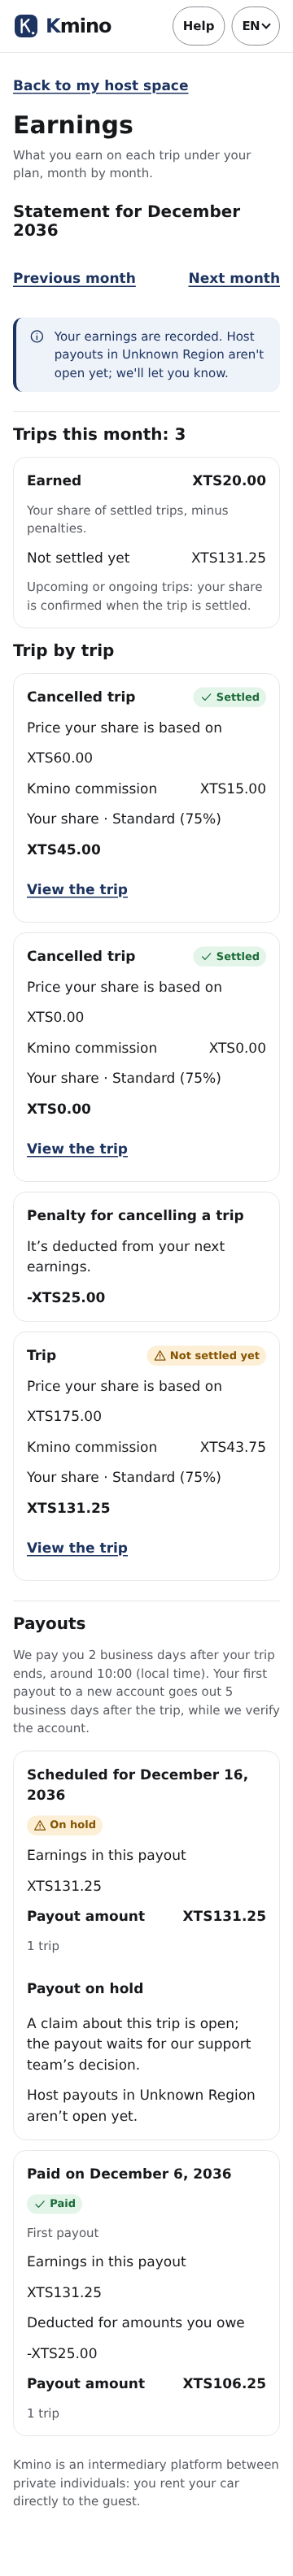 Kmino
Help
EN
Back to my host space
Earnings
What you earn on each trip under your
plan, month by month.
Statement for December
2036
Previous month
Next month
Your earnings are recorded. Host
payouts in Unknown Region aren't
open yet; we'll let you know.
Trips this month: 3
Earned XTS20.00
Your share of settled trips, minus
penalties.
Not settled yet XTS131.25
Upcoming or ongoing trips: your share
is confirmed when the trip is settled.
Trip by trip
Cancelled trip Settled
Price your share is based on
XTS60.00
Kmino commission XTS15.00
Your share · Standard (75%)
XTS45.00
View the trip
Cancelled trip Settled
Price your share is based on
XTS0.00
Kmino commission XTS0.00
Your share · Standard (75%)
XTS0.00
View the trip
Penalty for cancelling a trip
It’s deducted from your next
earnings.
-XTS25.00
Trip Not settled yet
Price your share is based on
XTS175.00
Kmino commission XTS43.75
Your share · Standard (75%)
XTS131.25
View the trip
Payouts
We pay you 2 business days after your trip
ends, around 10:00 (local time). Your first
payout to a new account goes out 5
business days after the trip, while we verify
the account.
Scheduled for December 16,
2036
On hold
Earnings in this payout
XTS131.25
Payout amount XTS131.25
1 trip
Payout on hold
A claim about this trip is open;
the payout waits for our support
team’s decision.
Host payouts in Unknown Region
aren’t open yet.
Paid on December 6, 2036
Paid
First payout
Earnings in this payout
XTS131.25
Deducted for amounts you owe
-XTS25.00
Payout amount XTS106.25
1 trip
Kmino is an intermediary platform between
private individuals: you rent your car
directly to the guest.